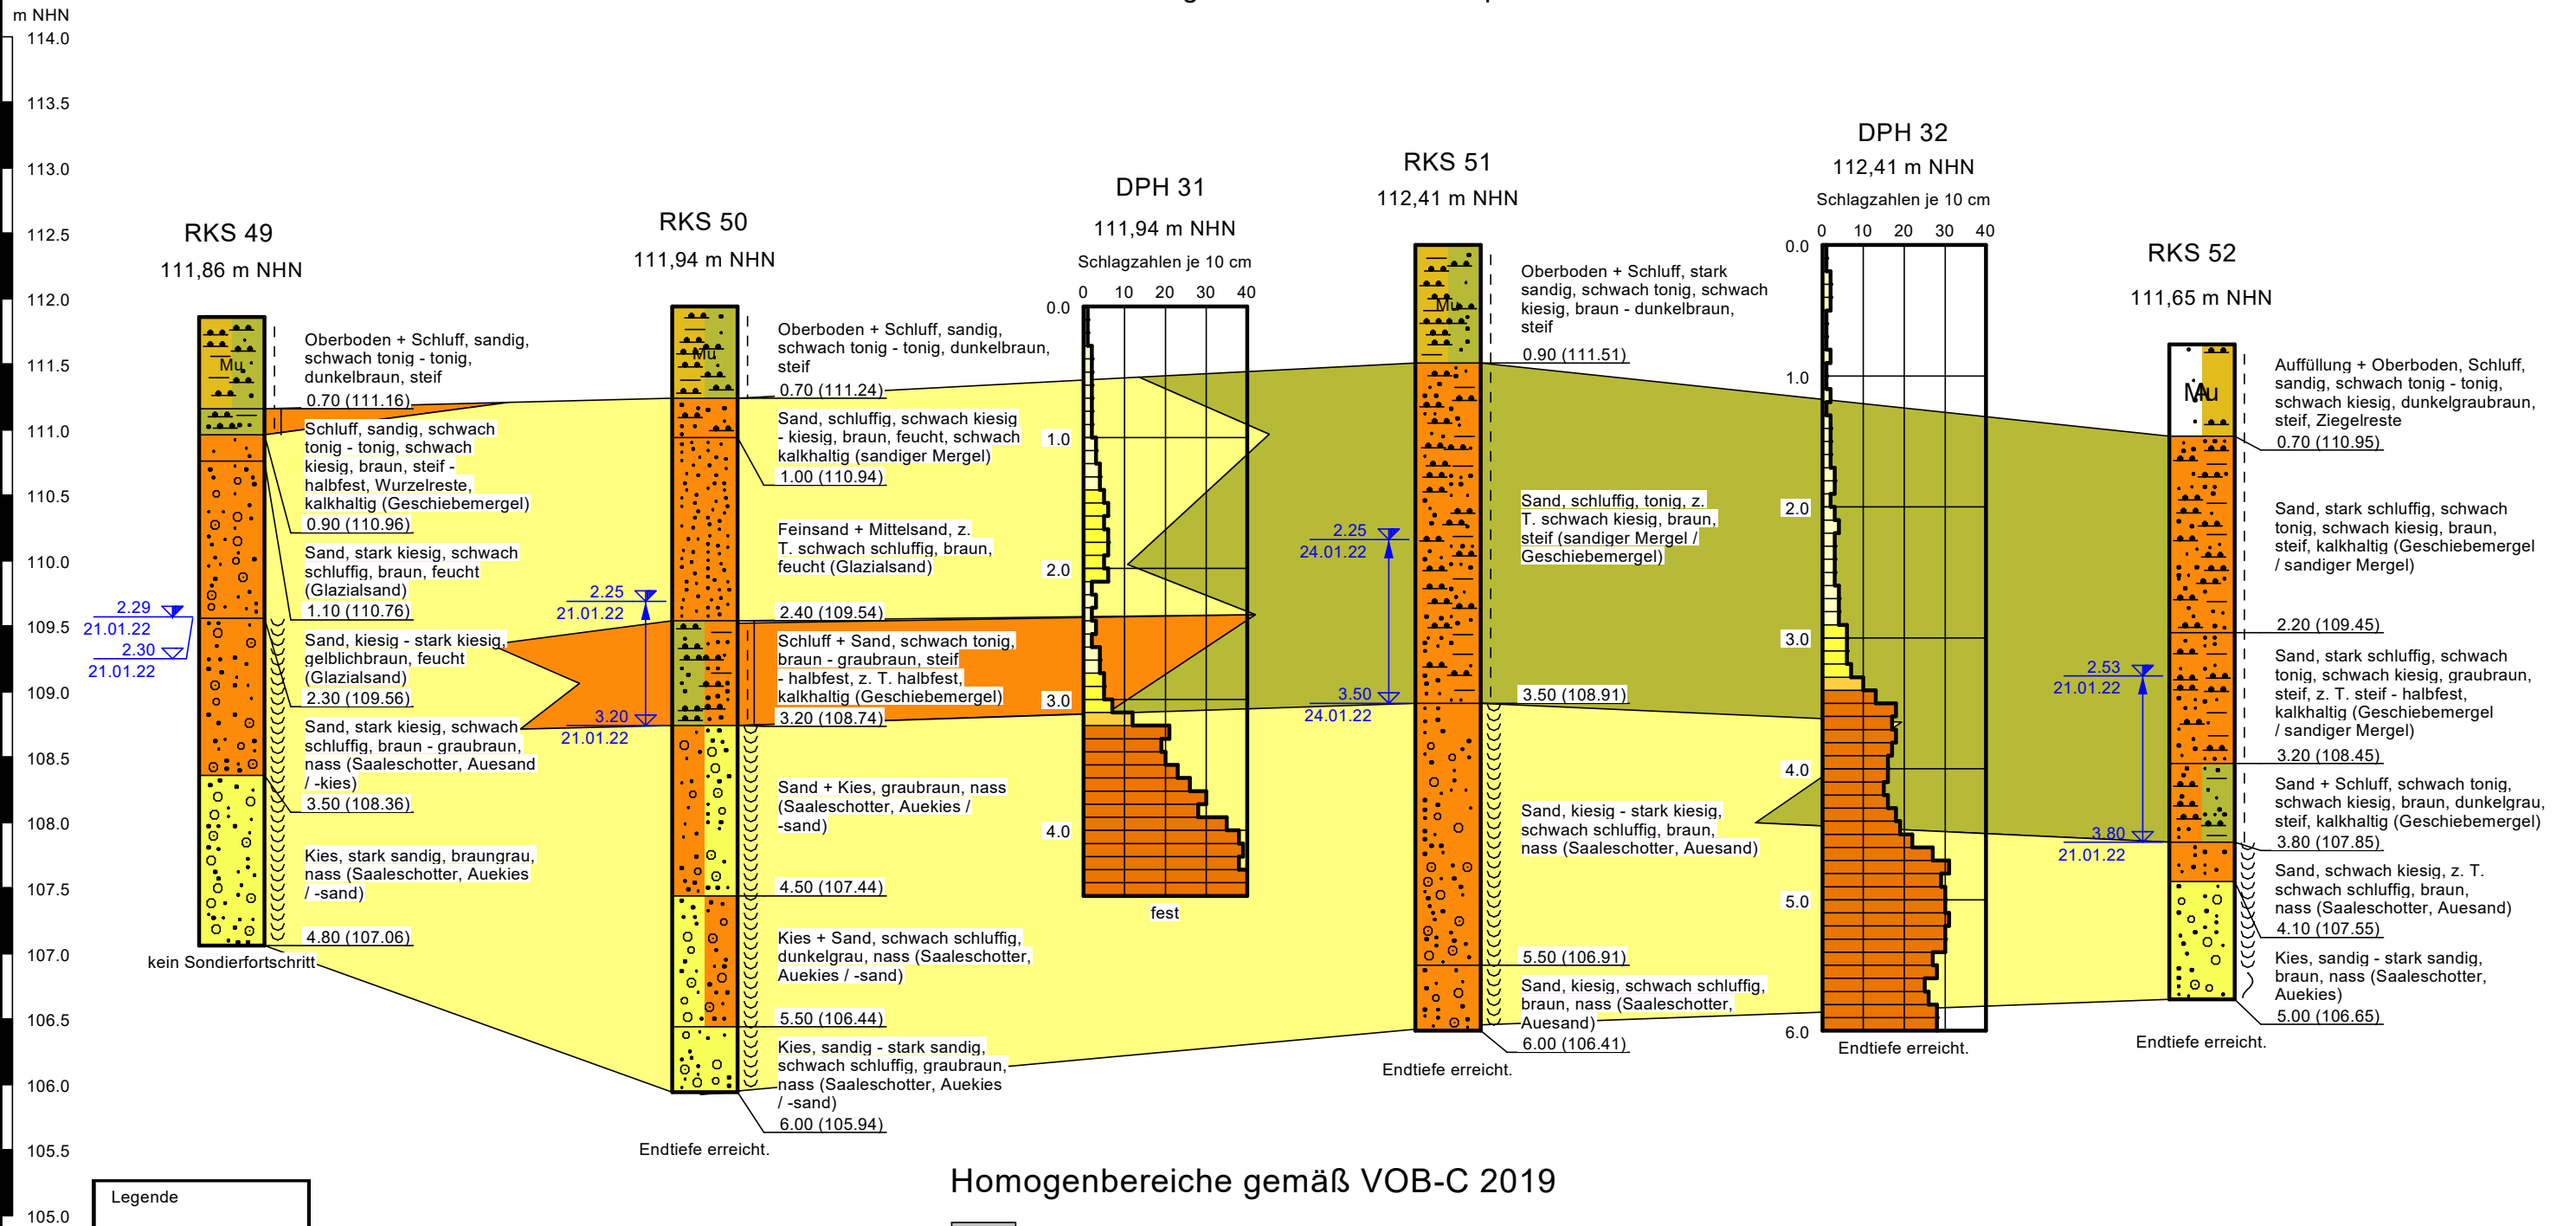 m NHN
114.0
113.5
113.0
112.5
112.0
111.5
111.0
110.5
110.0
109.5
109.0
108.5
108.0
107.5
107.0
106.5
106.0
105.5
105.0
RKS 49
111,86 m NHN
Mu
Oberboden + Schluff, sandig,
schwach tonig - tonig,
dunkelbraun, steif
0.70 (111.16)
Schluff, sandig, schwach
tonig - tonig, schwach
kiesig, braun, steif -
halbfest, Wurzelreste,
kalkhaltig (Geschiebemergel)
0.90 (110.96)
Sand, stark kiesig, schwach
schluffig, braun, feucht
(Glazialsand)
1.10 (110.76)
Sand, kiesig - stark kiesig,
gelblichbraun, feucht
(Glazialsand)
2.30 (109.56)
Sand, stark kiesig, schwach
schluffig, braun - graubraun,
nass (Saaleschotter, Auesand
/ -kies)
3.50 (108.36)
Kies, stark sandig, braungrau,
nass (Saaleschotter, Auekies
/ -sand)
4.80 (107.06)
2.29
21.01.22
2.30
21.01.22
kein Sondierfortschritt
RKS 50
111,94 m NHN
Mu
Oberboden + Schluff, sandig,
schwach tonig - tonig, dunkelbraun,
steif
0.70 (111.24)
Sand, schluffig, schwach kiesig
- kiesig, braun, feucht, schwach
kalkhaltig (sandiger Mergel)
1.00 (110.94)
Feinsand + Mittelsand, z.
T. schwach schluffig, braun,
feucht (Glazialsand)
2.40 (109.54)
Schluff + Sand, schwach tonig,
braun - graubraun, steif
- halbfest, z. T. halbfest,
kalkhaltig (Geschiebemergel)
3.20 (108.74)
Sand + Kies, graubraun, nass
(Saaleschotter, Auekies /
-sand)
4.50 (107.44)
Kies + Sand, schwach schluffig,
dunkelgrau, nass (Saaleschotter,
Auekies / -sand)
5.50 (106.44)
Kies, sandig - stark sandig,
schwach schluffig, graubraun,
nass (Saaleschotter, Auekies
/ -sand)
6.00 (105.94)
2.25
21.01.22
3.20
21.01.22
Endtiefe erreicht.
DPH 31
111,94 m NHN
Schlagzahlen je 10 cm
0 10 20 30 40
0.0
1.0
2.0
3.0
4.0
fest
RKS 51
112,41 m NHN
Mu
Oberboden + Schluff, stark
sandig, schwach tonig, schwach
kiesig, braun - dunkelbraun,
steif
0.90 (111.51)
Sand, schluffig, tonig, z.
T. schwach kiesig, braun,
steif (sandiger Mergel /
Geschiebemergel)
3.50 (108.91)
Sand, kiesig - stark kiesig,
schwach schluffig, braun,
nass (Saaleschotter, Auesand)
5.50 (106.91)
Sand, kiesig, schwach schluffig,
braun, nass (Saaleschotter,
Auesand)
6.00 (106.41)
2.25
24.01.22
3.50
24.01.22
Endtiefe erreicht.
DPH 32
112,41 m NHN
Schlagzahlen je 10 cm
0 10 20 30 40
0.0
1.0
2.0
3.0
4.0
5.0
6.0
Endtiefe erreicht.
RKS 52
111,65 m NHN
Mu
Auffüllung + Oberboden, Schluff,
sandig, schwach tonig - tonig,
schwach kiesig, dunkelgraubraun,
steif, Ziegelreste
0.70 (110.95)
Sand, stark schluffig, schwach
tonig, schwach kiesig, braun,
steif, kalkhaltig (Geschiebemergel
/ sandiger Mergel)
2.20 (109.45)
Sand, stark schluffig, schwach
tonig, schwach kiesig, graubraun,
steif, z. T. steif - halbfest,
kalkhaltig (Geschiebemergel
/ sandiger Mergel)
3.20 (108.45)
Sand + Schluff, schwach tonig,
schwach kiesig, braun, dunkelgrau,
steif, kalkhaltig (Geschiebemergel)
3.80 (107.85)
Sand, schwach kiesig, z. T.
schwach schluffig, braun,
nass (Saaleschotter, Auesand)
4.10 (107.55)
Kies, sandig - stark sandig,
braun, nass (Saaleschotter,
Auekies)
5.00 (106.65)
2.53
21.01.22
3.80
21.01.22
Endtiefe erreicht.
Legende
Homogenbereiche gemäß VOB-C 2019